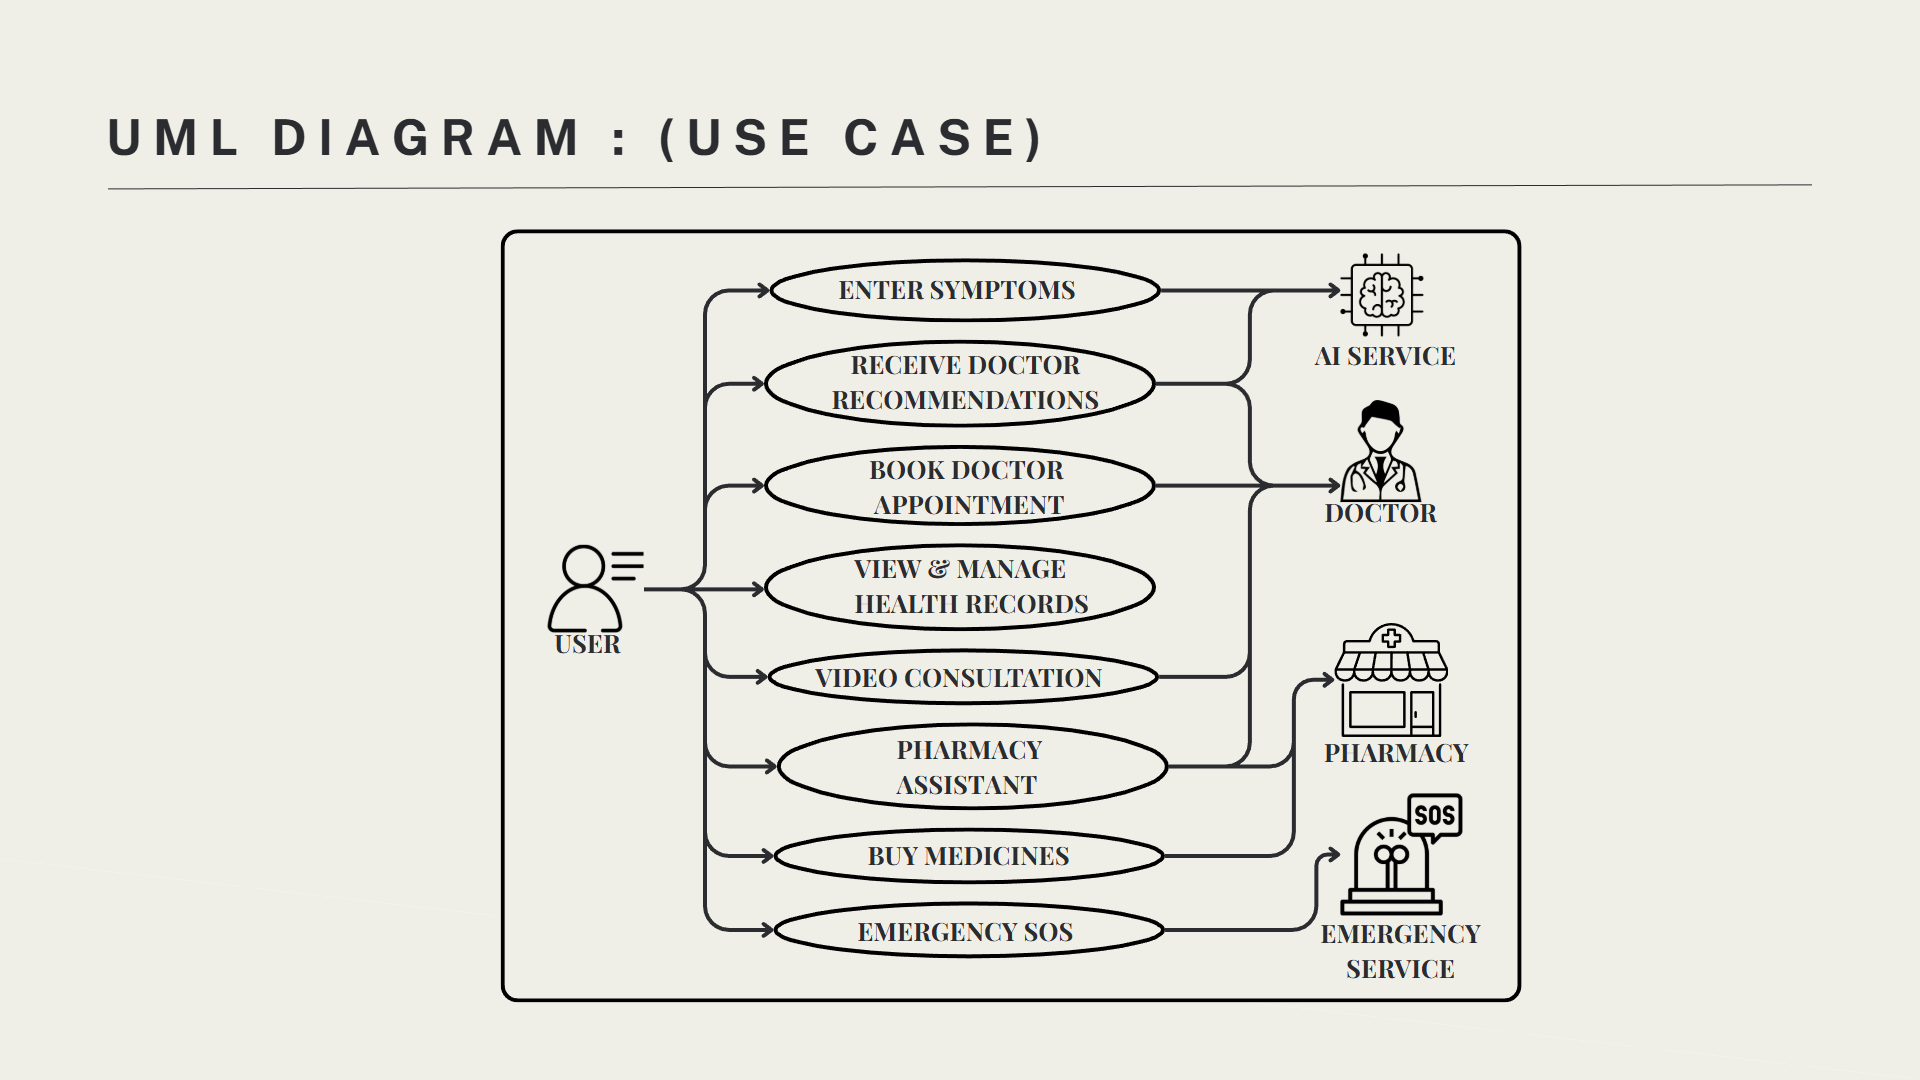 UML DIAGRAM : (USE CASE)
ENTER SYMPTOMS
RECEIVE DOCTOR
RECOMMENDATIONS
BOOK DOCTOR
APPOINTMENT
VIEW & MANAGE
HEALTH RECORDS
VIDEO CONSULTATION
PHARMACY
ASSISTANT
BUY MEDICINES
EMERGENCY SOS
USER
AI SERVICE
DOCTOR
PHARMACY
SOS
EMERGENCY
SERVICE